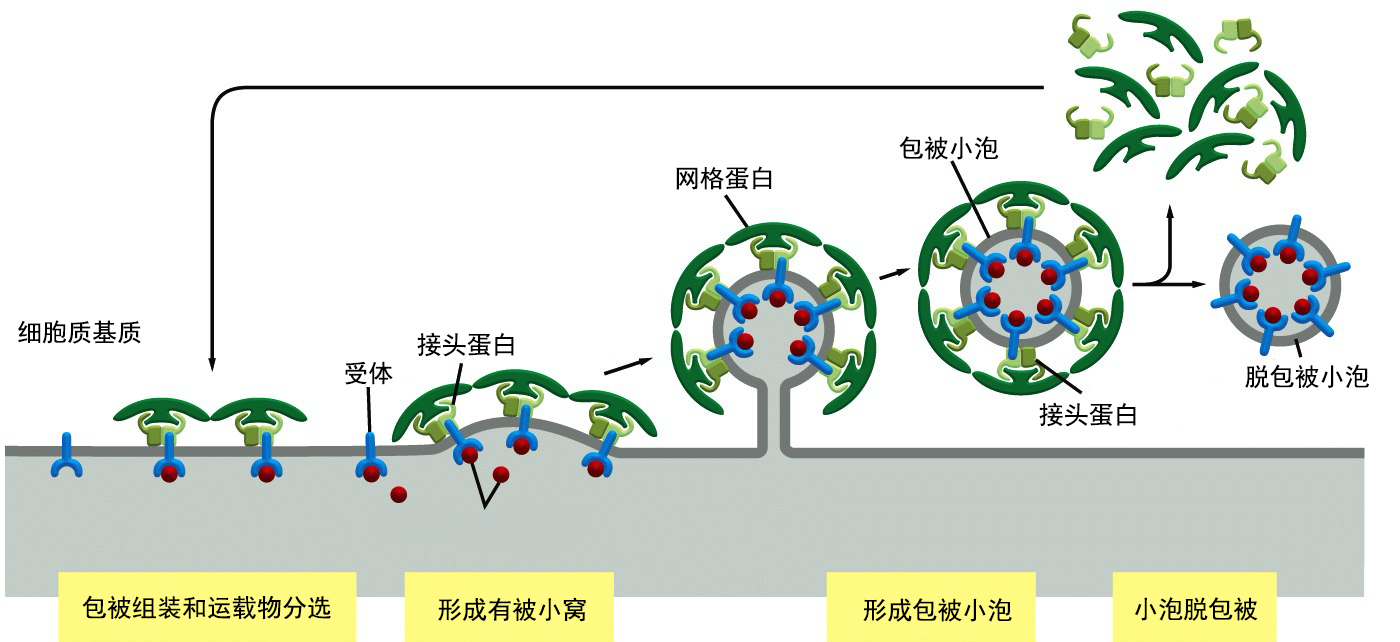 包被小泡
网格蛋白
细胞质基质
接头蛋白
受体
脱包被小泡
接头蛋白
包被组装和运载物分选
形成有被小窝
形成包被小泡
小泡脱包被